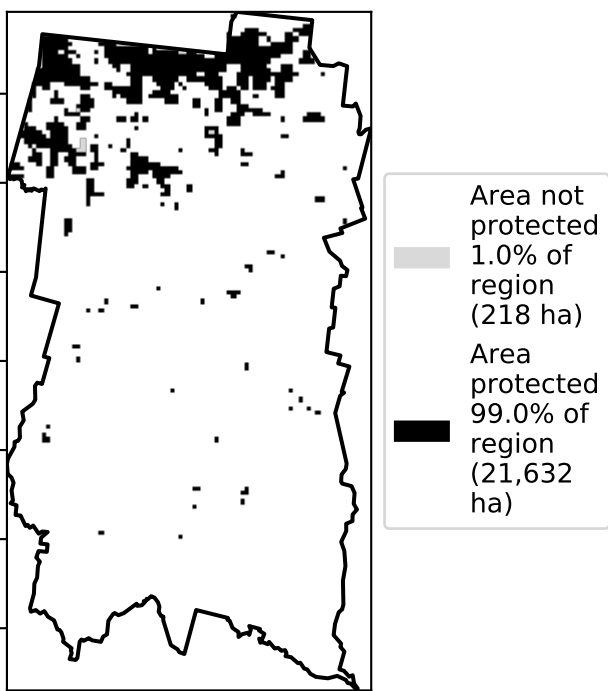 Area not
protected
1.0% of
region
(218 ha)
Area
protected
99.0% of
region
(21,632
ha)